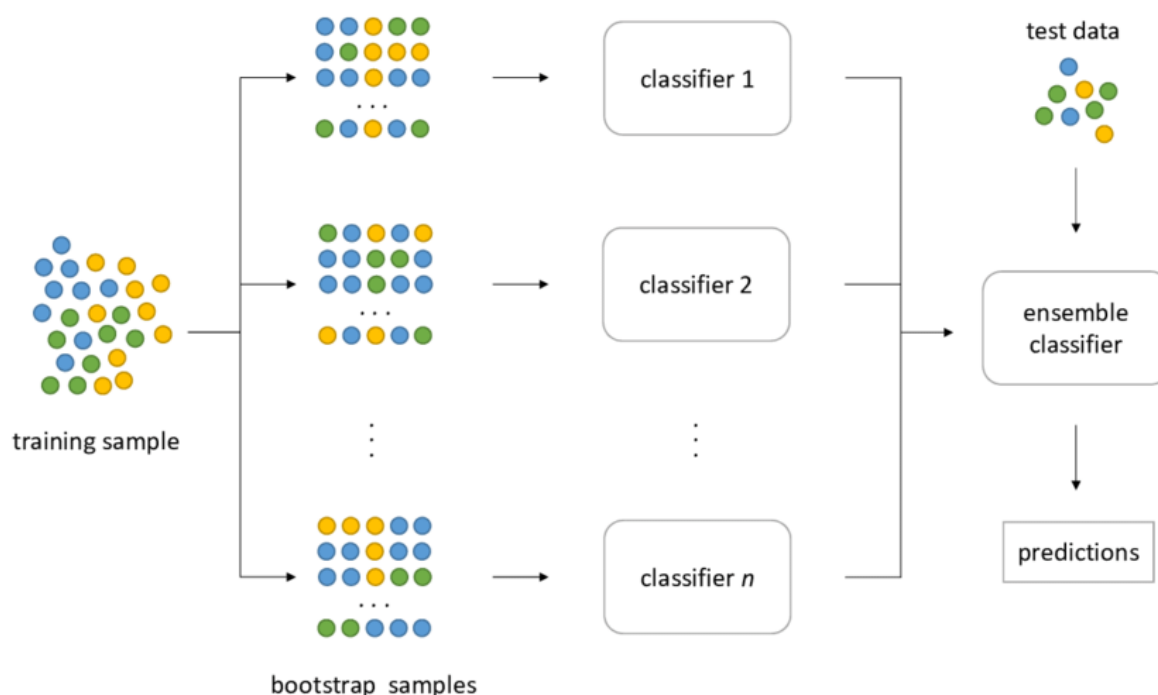 test data
classifier 1
. . .
classifier 2
. . .
ensemble
classifier
training sample
. . .
. . .
predictions
classifier n
. . .
bootstrap samples